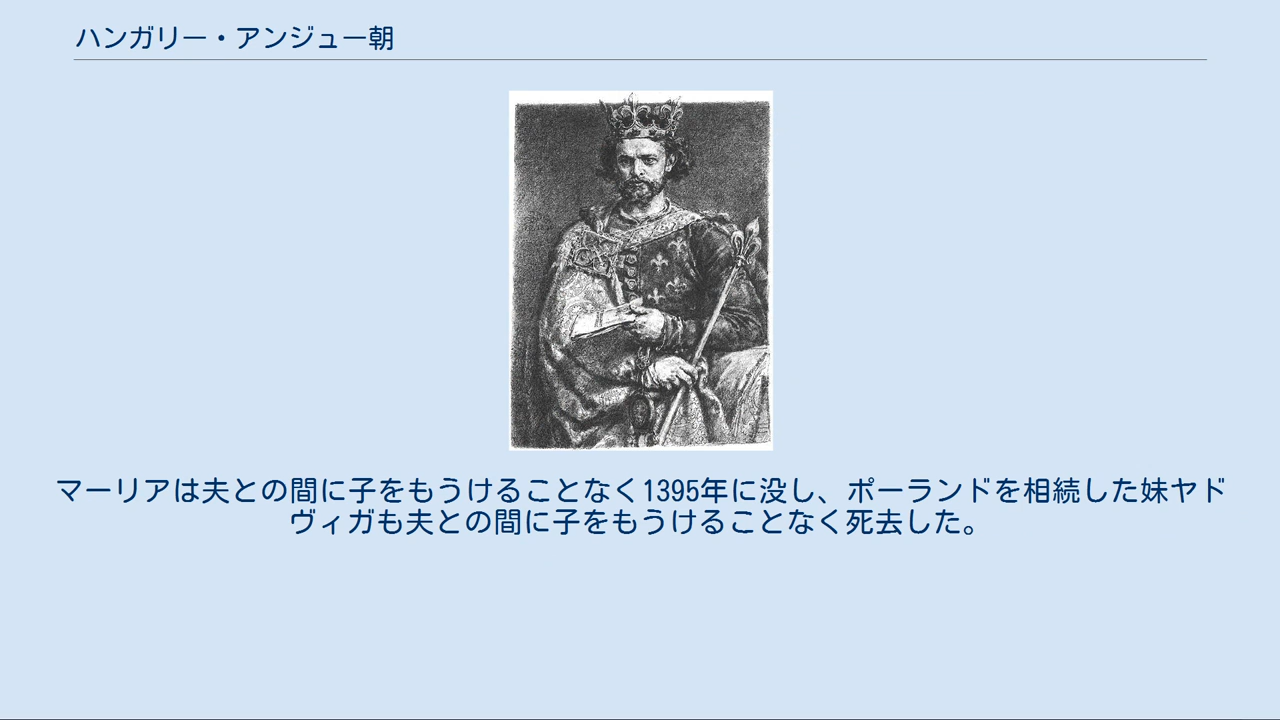 ハンガリー・アンジュー朝
マーリアは夫との間に子をもうけることなく1395年に没し、ポーランドを相続した妹ヤド
ヴィガも夫との間に子をもうけることなく死去した。